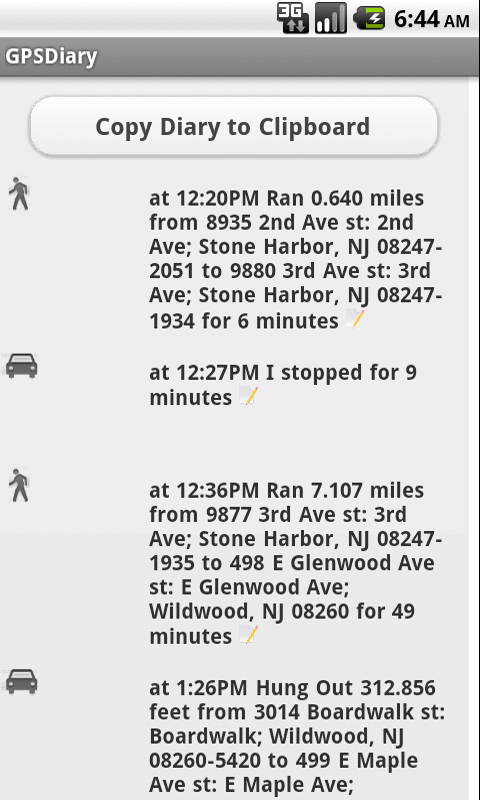 3G 6:44 AM
GPSDiary
Copy Diary to Clipboard
at 12:20PM Ran 0.640 miles
from 8935 2nd Ave st: 2nd
Ave; Stone Harbor, NJ 08247-
2051 to 9880 3rd Ave st: 3rd
Ave; Stone Harbor, NJ 08247-
1934 for 6 minutes
at 12:27PM I stopped for 9
minutes
at 12:36PM Ran 7.107 miles
from 9877 3rd Ave st: 3rd
Ave; Stone Harbor, NJ 08247-
1935 to 498 E Glenwood Ave
st: E Glenwood Ave;
Wildwood, NJ 08260 for 49
minutes
at 1:26PM Hung Out 312.856
feet from 3014 Boardwalk st:
Boardwalk; Wildwood, NJ
08260-5420 to 499 E Maple
Ave st: E Maple Ave;